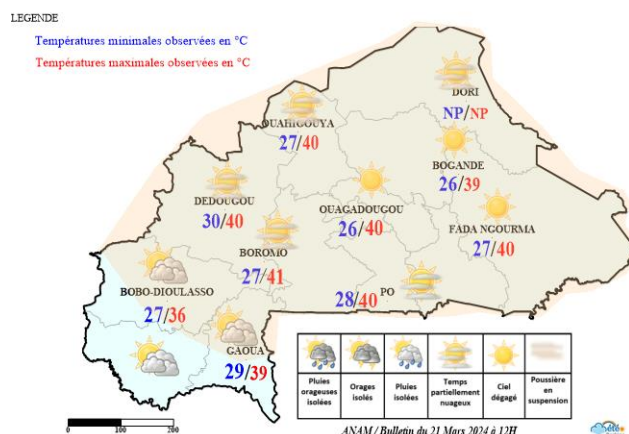 LEGENDE
Températures minimales observées en °C
Températures maximales observées en °C
DORI
NP/NP
OUAHIGOUYA
27/40
BOGANDE
26/39
DEDOUGOU
30/40
OUAGADOUGOU
26/40
FADA NGOURMA
27/40
BOROMO
27/41
BOBO-DIOULASSO
27/36
PO
28/40
GAOUA
29/39
Pluies orageuses isolées
Orages isolés
Pluies isolées
Temps partiellement nuageux
Ciel dégagé
Poussière en suspension
0 100 200
ANAM / Bulletin du 21 Mars 2024 à 12H